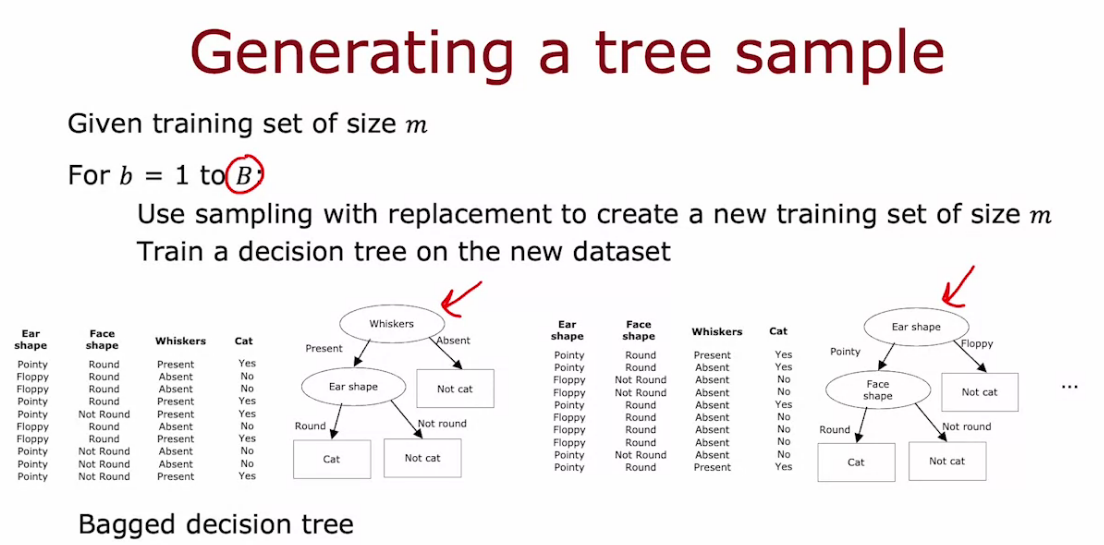 Generating a tree sample
Given training set of size m
For b = 1 to B:
Use sampling with replacement to create a new training set of size m
Train a decision tree on the new dataset
Ear shape Face shape Whiskers Cat
Pointy Round Present Yes
Floppy Round Absent No
Floppy Round Absent No
Pointy Round Present Yes
Pointy Not Round Present Yes
Floppy Round Absent No
Floppy Round Present Yes
Pointy Not Round Absent No
Pointy Not Round Absent No
Pointy Not Round Present Yes
Whiskers
Present
Absent
Ear shape
Not cat
Round
Not round
Cat
Not cat
Ear shape Face shape Whiskers Cat
Pointy Round Present Yes
Pointy Round Absent Yes
Floppy Not Round Absent No
Floppy Not Round Absent No
Pointy Round Absent Yes
Floppy Round Absent No
Floppy Round Absent No
Floppy Round Absent No
Pointy Not Round Absent No
Pointy Round Present Yes
Ear shape
Pointy
Floppy
Face shape
Not cat
Round
Not round
Cat
Not cat
...
Bagged decision tree